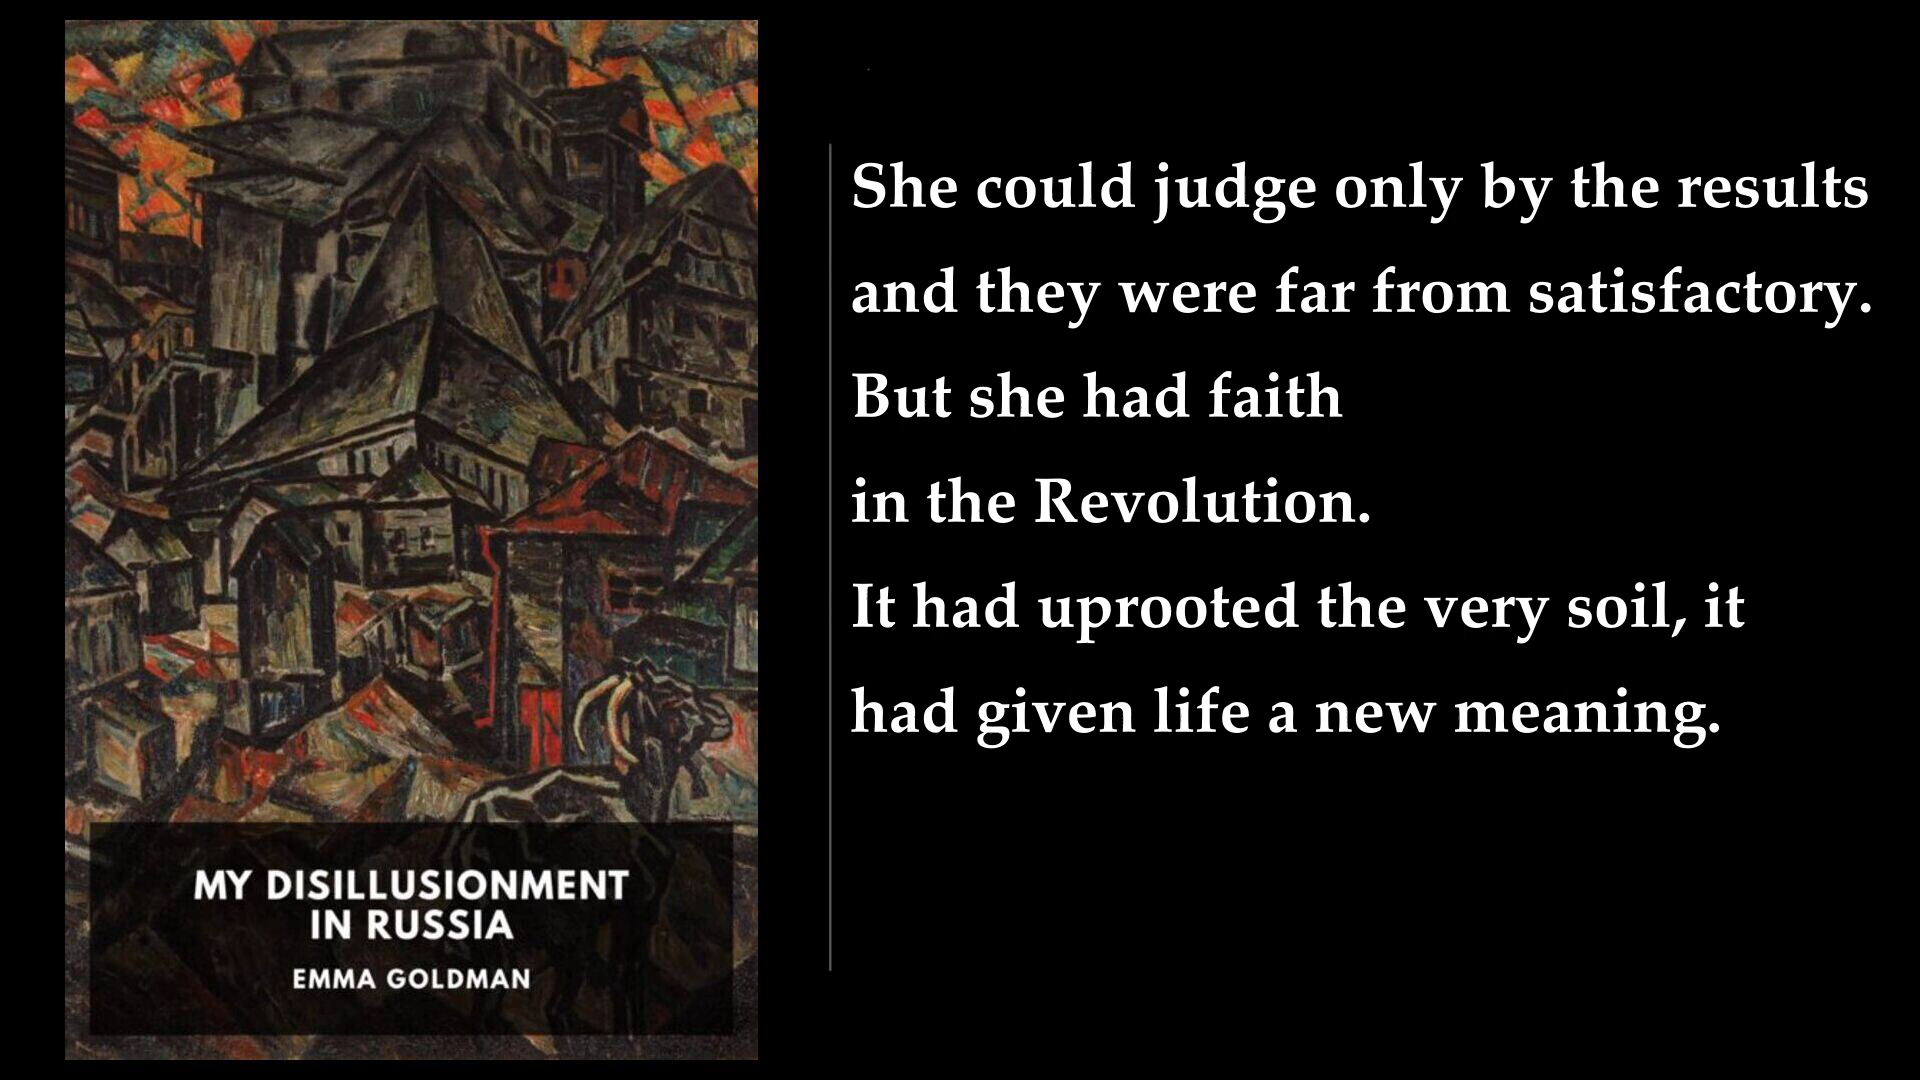 MY DISILLUSIONMENT
IN RUSSIA
EMMA GOLDMAN
She could judge only by the results
and they were far from satisfactory.
But she had faith
in the Revolution.
It had uprooted the very soil, it
had given life a new meaning.